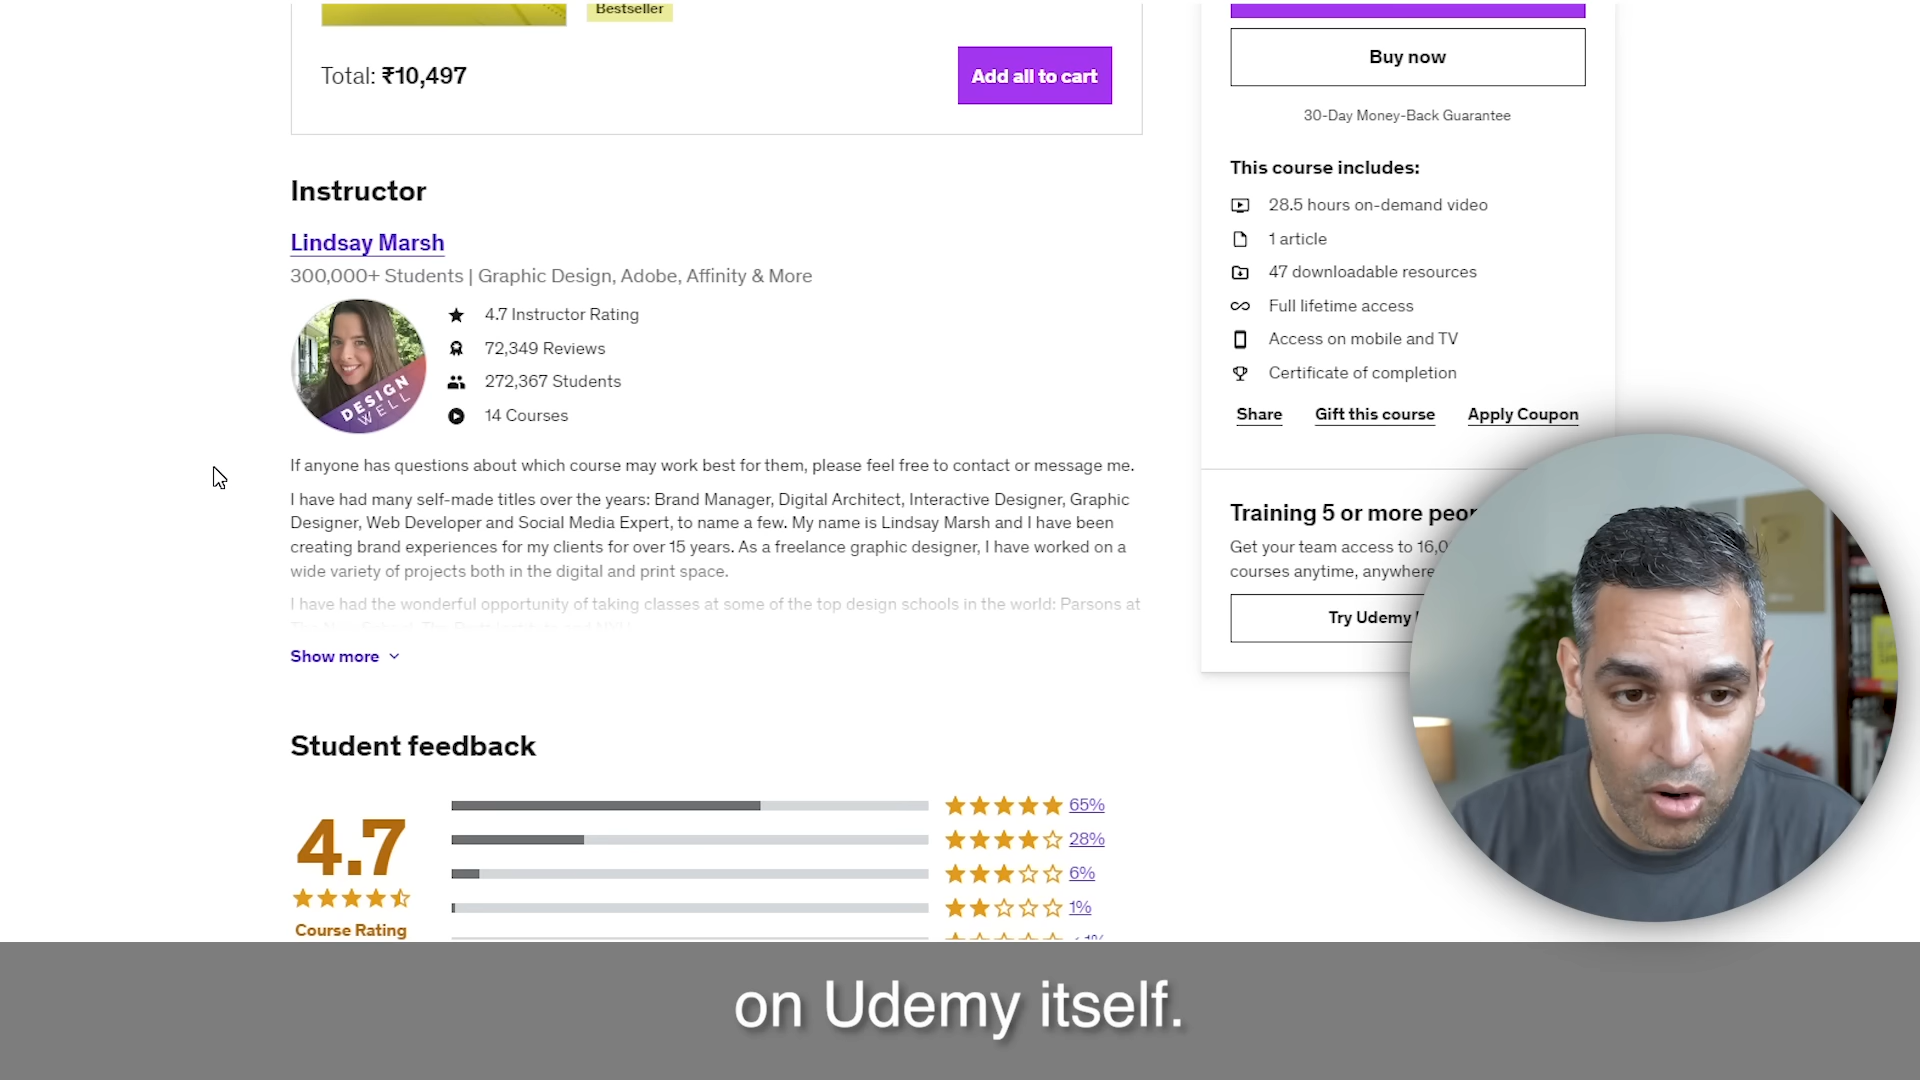 Bestseller
Total: ₹10,497
Add all to cart
Instructor
Lindsay Marsh
300,000+ Students | Graphic Design, Adobe, Affinity & More
4.7 Instructor Rating
72,349 Reviews
272,367 Students
14 Courses
DESIGN
WELL
If anyone has questions about which course may work best for them, please feel free to contact or message me.
I have had many self-made titles over the years: Brand Manager, Digital Architect, Interactive Designer, Graphic
Designer, Web Developer and Social Media Expert, to name a few. My name is Lindsay Marsh and I have been
creating brand experiences for my clients for over 15 years. As a freelance graphic designer, I have worked on a
wide variety of projects both in the digital and print space.
I have had the wonderful opportunity of taking classes at some of the top design schools in the world: Parsons at
Show more
Student feedback
4.7
Course Rating
65%
28%
6%
1%
Buy now
30-Day Money-Back Guarantee
This course includes:
28.5 hours on-demand video
1 article
47 downloadable resources
Full lifetime access
Access on mobile and TV
Certificate of completion
Share
Gift this course
Apply Coupon
Training 5 or more
Get your team access to
courses anytime, anywhere
Try Udemy
on Udemy itself.